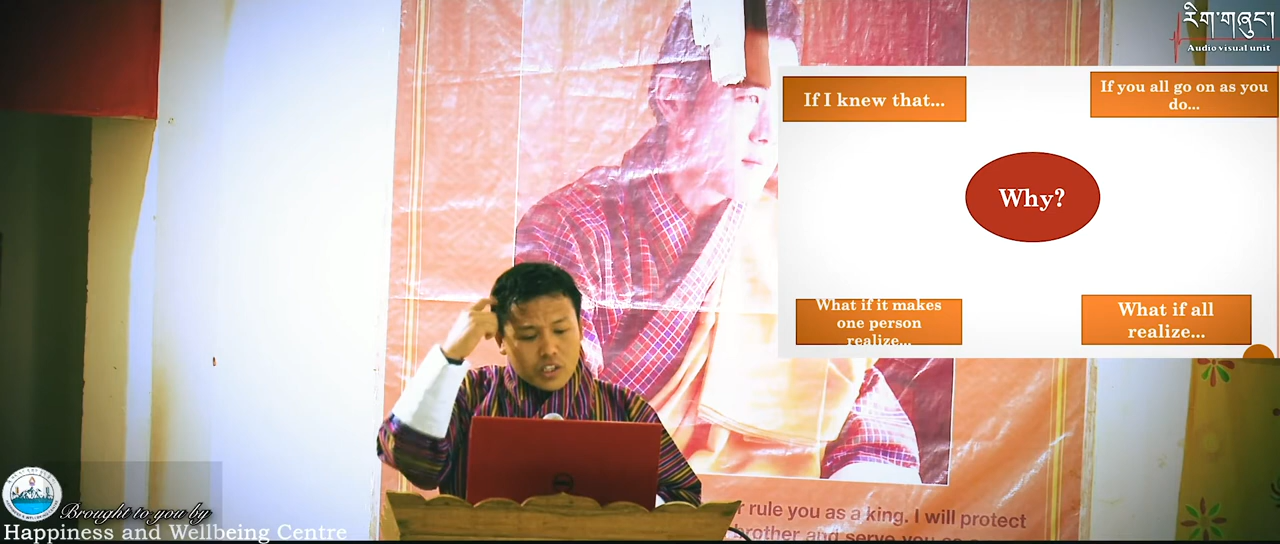 རིག་གཞུང་།
Audio visual unit
If I knew that...
If you all go on as you
do...
Why?
What if it makes
one person
realize...
What if all
realize...
r rule you as a king. I will protect
brother and serve you as a
Brought to you by
Happiness and Wellbeing Centre
DELL